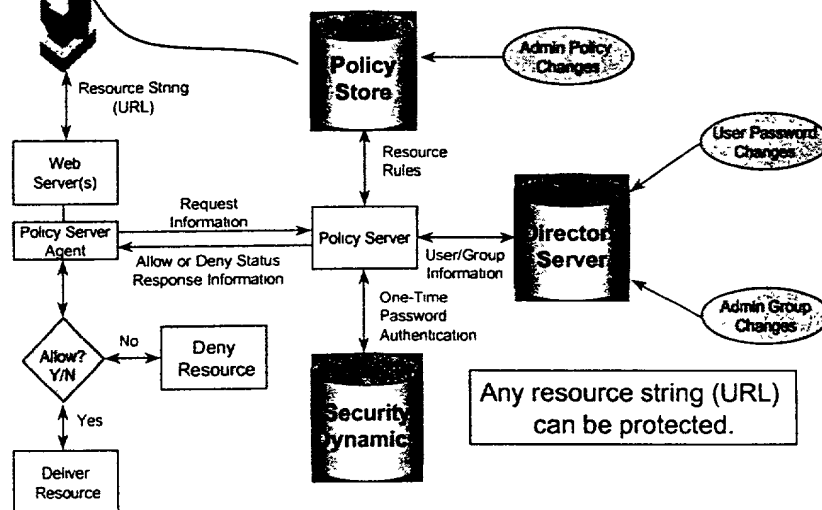 Resource String
(URL)
Policy
Store
Admin Policy
Changes
Resource
Rules
User Password
Changes
Web
Server(s)
Request
Information
Policy Server
Agent
Allow or Deny Status
Response Information
Policy Server
User/Group
Information
Director
Server
One-Time
Password
Authentication
Admin Group
Changes
Allow?
Y/N
No
Deny
Resource
Yes
Security
Dynamic
Any resource string (URL)
can be protected.
Deliver
Resource